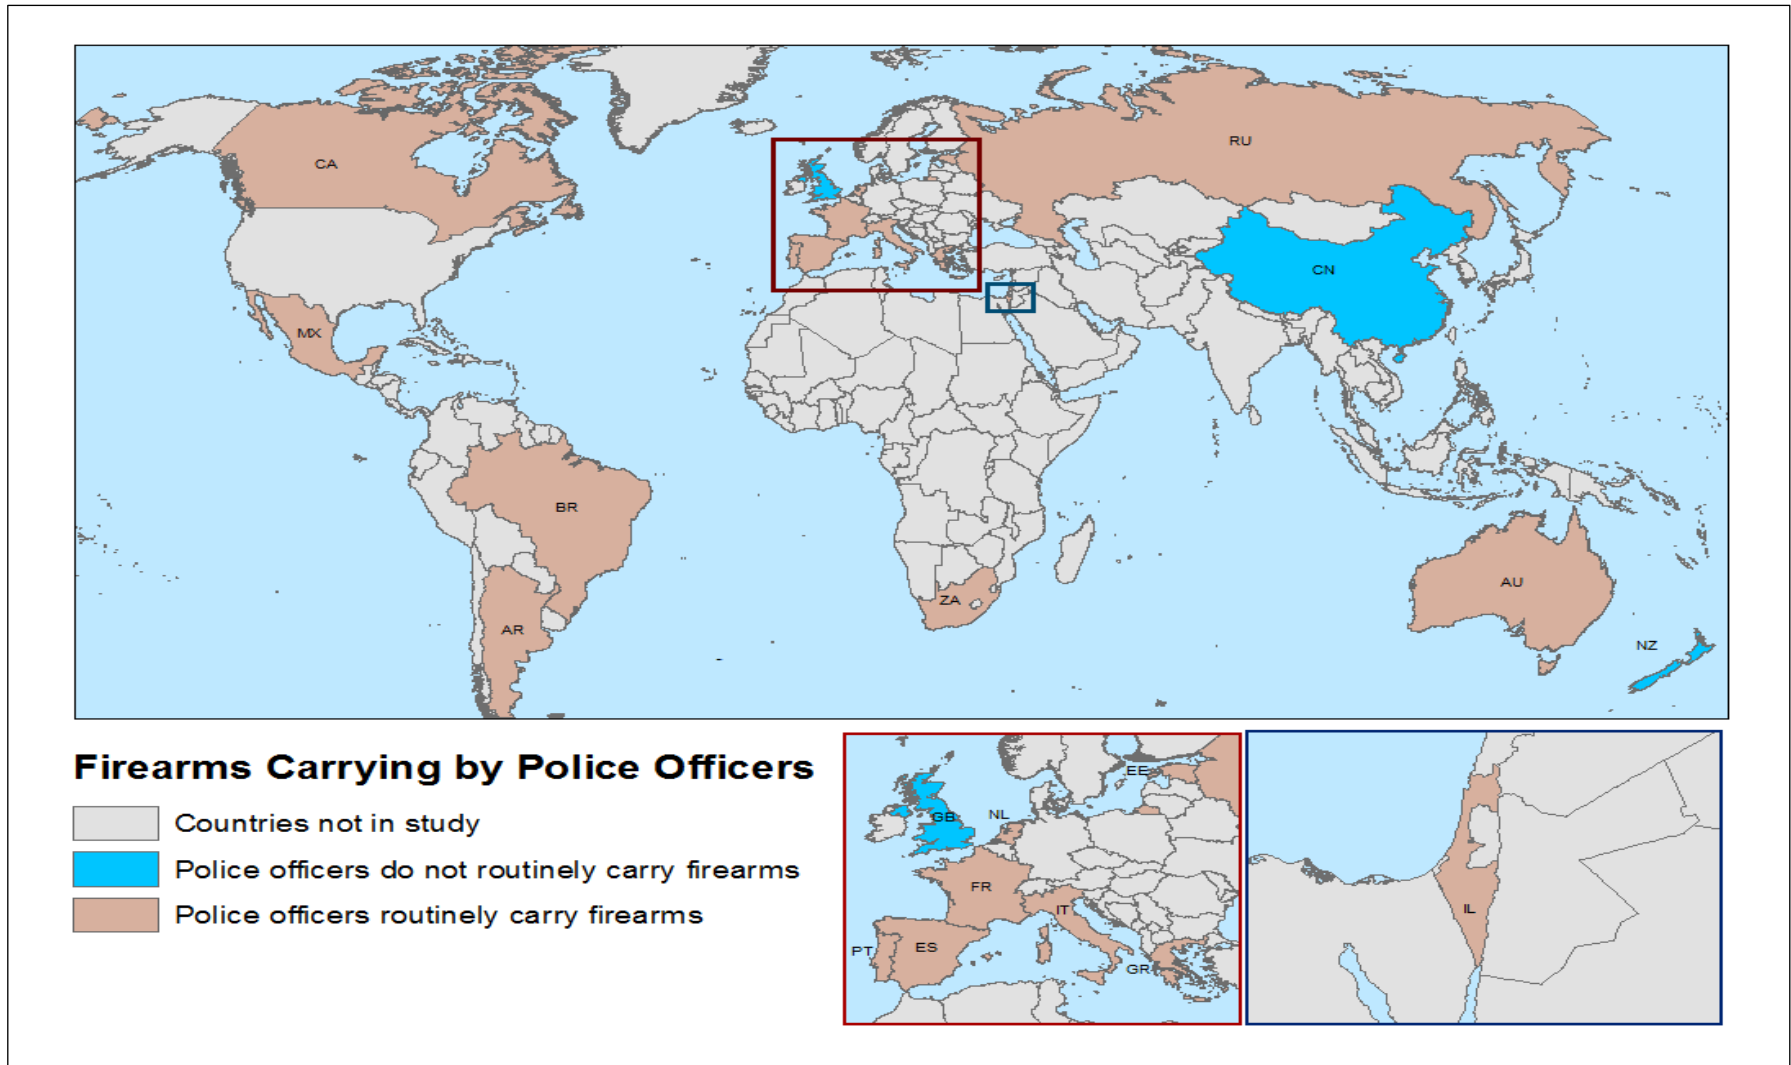 CA
RU
CN
MX
BR
ZA
AU
AR
NZ
Firearms Carrying by Police Officers
Countries not in study
Police officers do not routinely carry firearms
Police officers routinely carry firearms
EE
NL
GB
FR
IT
PT
ES
GR
IL